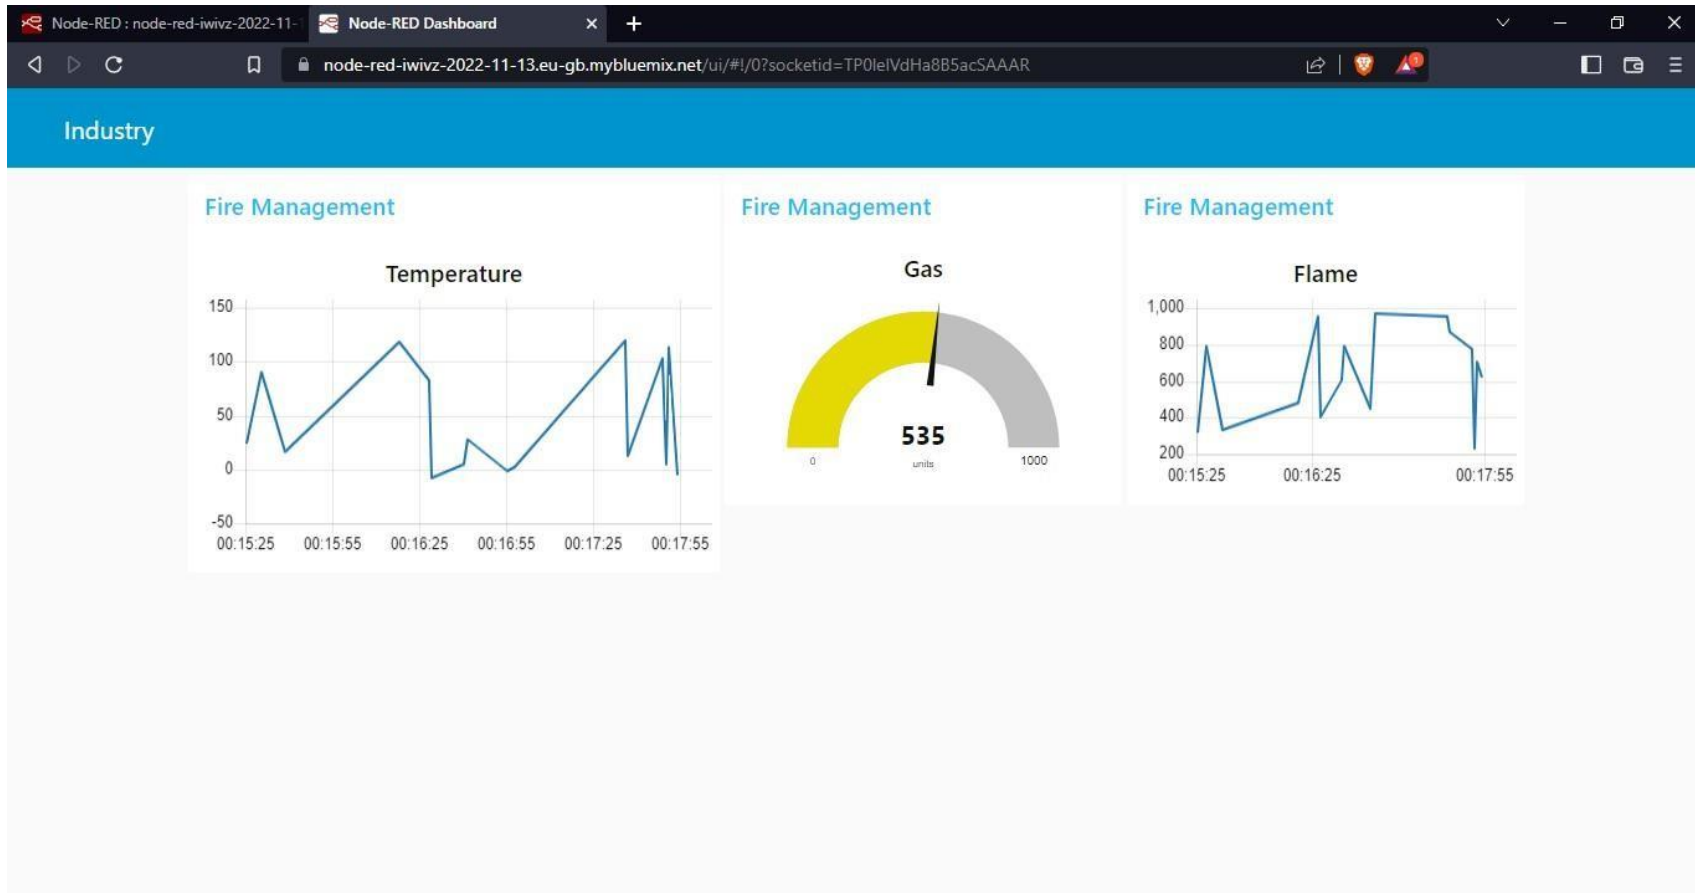 Node-RED : node-red-iwivz-2022-11-1
Node-RED Dashboard
node-red-iwivz-2022-11-13.eu-gb.mybluemix.net/ui/#!/0?socketid=TP0lelVdHa8B5acSAAAR
1
Industry
Fire Management
Temperature
150
100
50
0
-50
00:15:25 00:15:55 00:16:25 00:16:55 00:17:25 00:17:55
Fire Management
Gas
535
units
0 1000
Fire Management
Flame
1,000
800
600
400
200
00:15:25 00:16:25 00:17:55